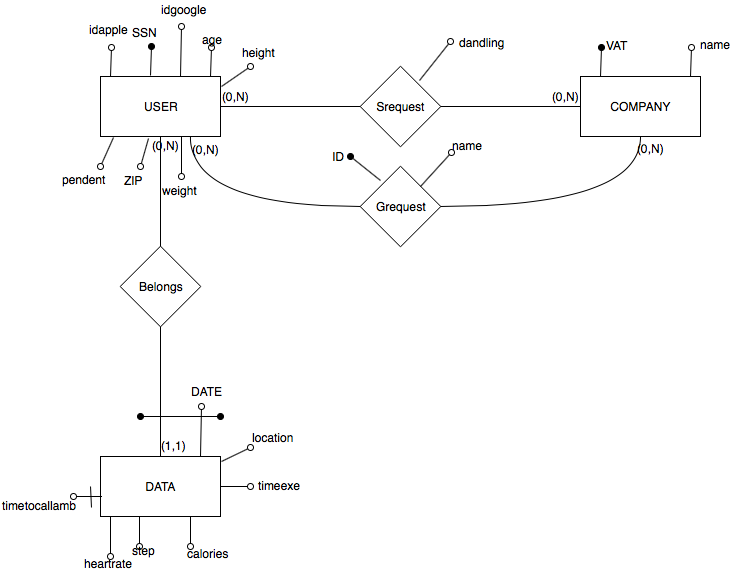 idgoogle
idapple
SSN
age
height
dandling
VAT
name
(0,N)
(0,N)
USER
Srequest
COMPANY
(0,N)
(0,N)
(0,N)
ID
name
pendent
ZIP
weight
Grequest
Belongs
DATE
(1,1)
location
DATA
timeexe
timetocallamb
heartrate
step
calories